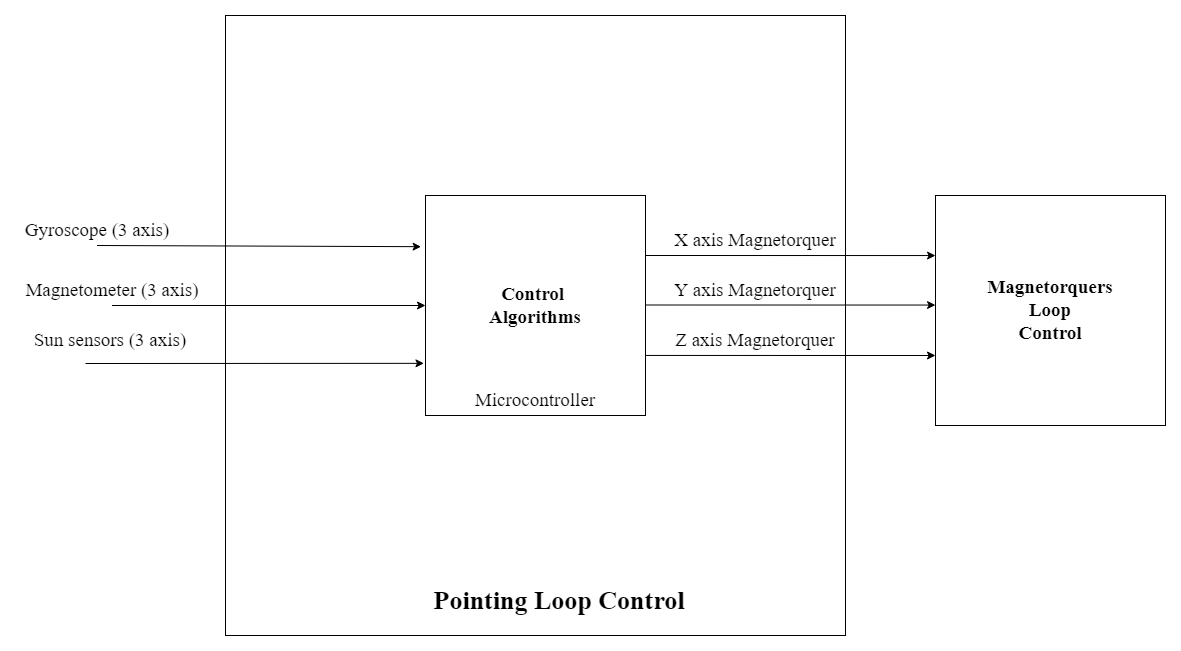 Gyroscope (3 axis)
Magnetometer (3 axis)
Sun sensors (3 axis)
Control
Algorithms
Microcontroller
X axis Magnetorquer
Y axis Magnetorquer
Z axis Magnetorquer
Magnetorquers
Loop
Control
Pointing Loop Control